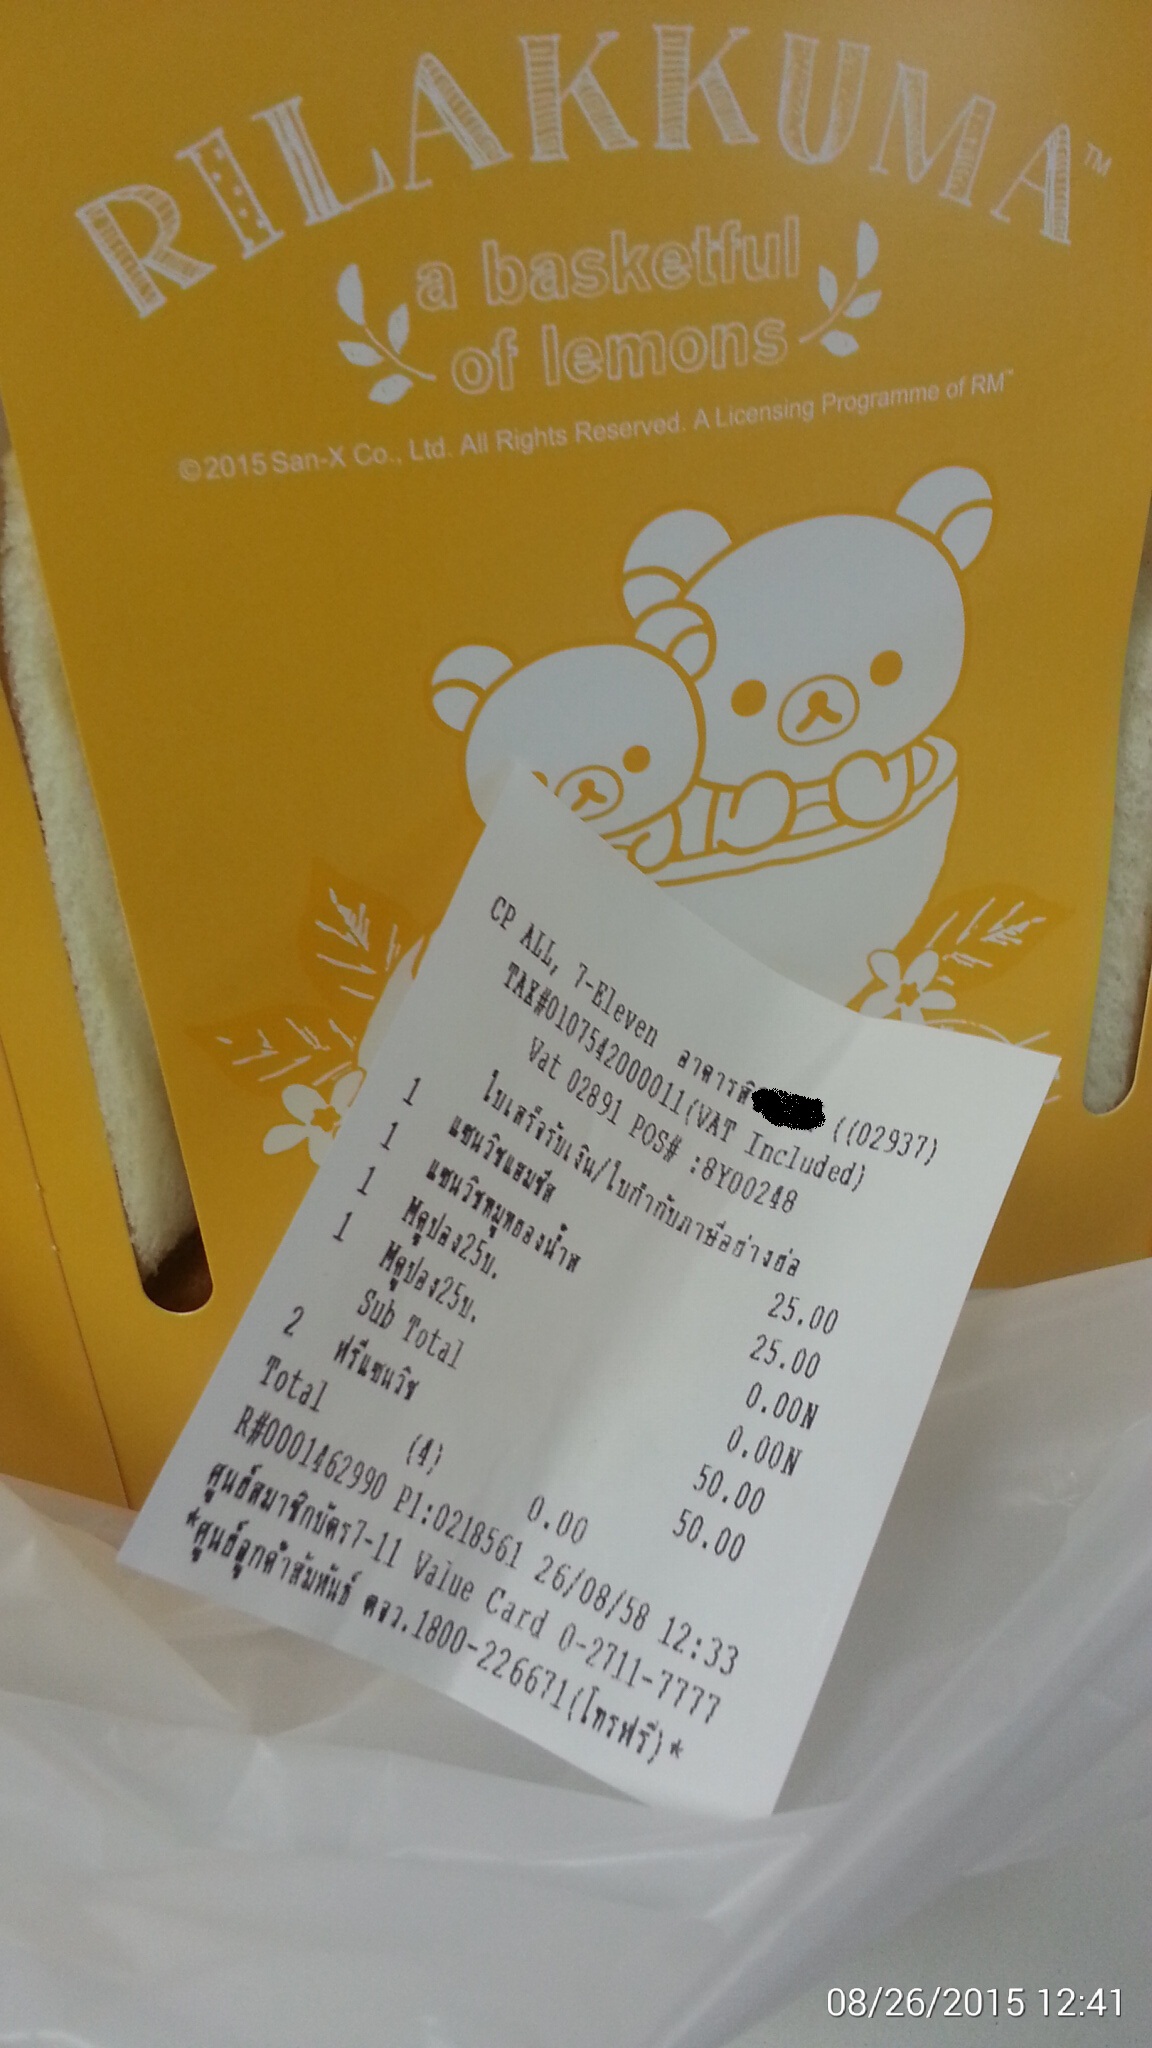 RILAKKUMA™
a basketful
of lemons
©2015 San-X Co., Ltd. All Rights Reserved. A Licensing Programme of RM™
CP ALL, 7-Eleven อาคาร ((02937)
TAX#0107542000011(VAT Included)
Vat 02891 POS# :8Y00248
ใบเสร็จรับเงิน/ใบกำกับภาษีอย่างย่อ
1 แซนวิชแฮมชีส 25.00
1 แซนวิชหมูหยองน้ำส 25.00
1 Mคูปอง25บ. 0.00N
1 Mคูปอง25บ. 0.00N
Sub Total 50.00
2 ฟรีแซนวิช 50.00
Total (4) 0.00
R#0001462990 P1:0218561 26/08/58 12:33
ศูนย์สมาชิกบัตร7-11 Value Card 0-2711-7777
*ศูนย์ลูกค้าสัมพันธ์ ตจว.1800-226671(โทรฟรี)*
08/26/2015 12:41